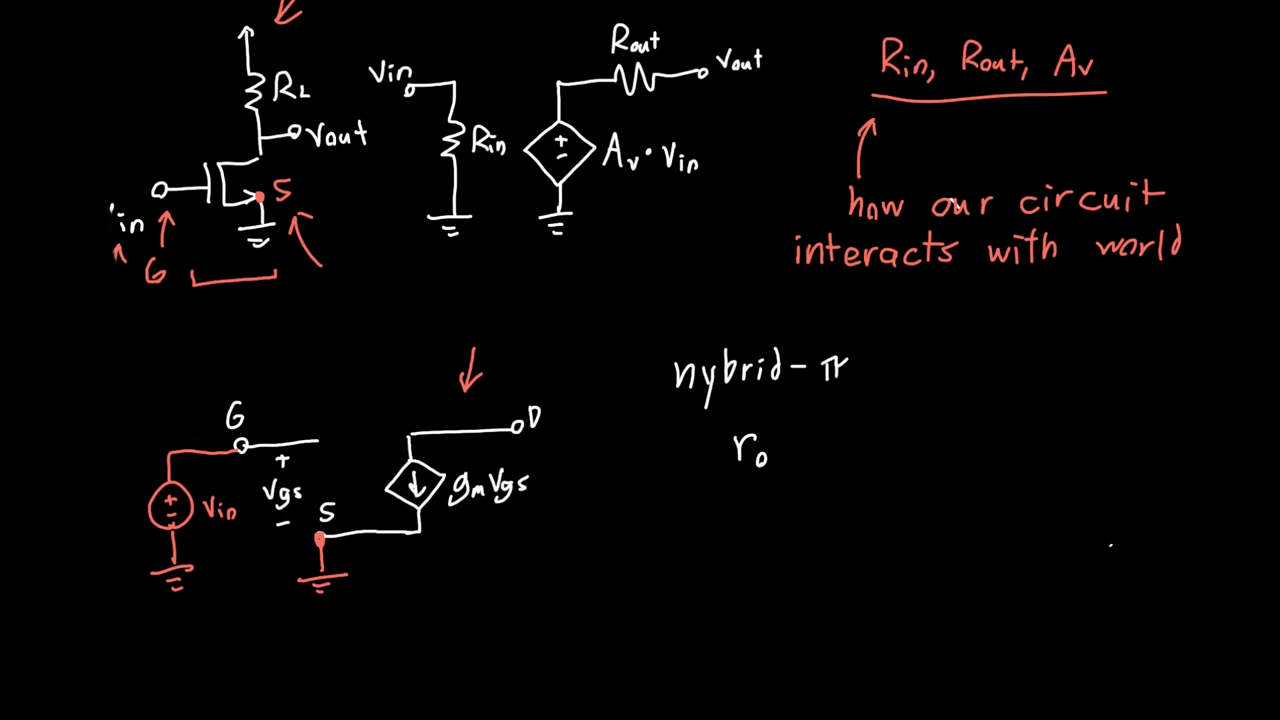 RL
Vout
S
'in
G
Vin
Rin
+
−
Av · Vin
Rout
Vout
Rin, Rout, Av
how our circuit
interacts with world
G
+
Vgs
−
+
−
Vin
S
D
gmVgs
hybrid-π
ro